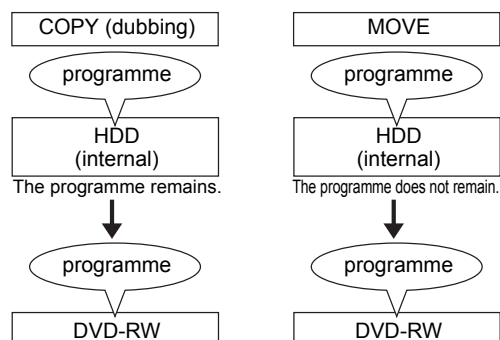 COPY (dubbing)
programme
HDD
(internal)
The programme remains.
programme
DVD-RW
MOVE
programme
HDD
(internal)
The programme does not remain.
programme
DVD-RW